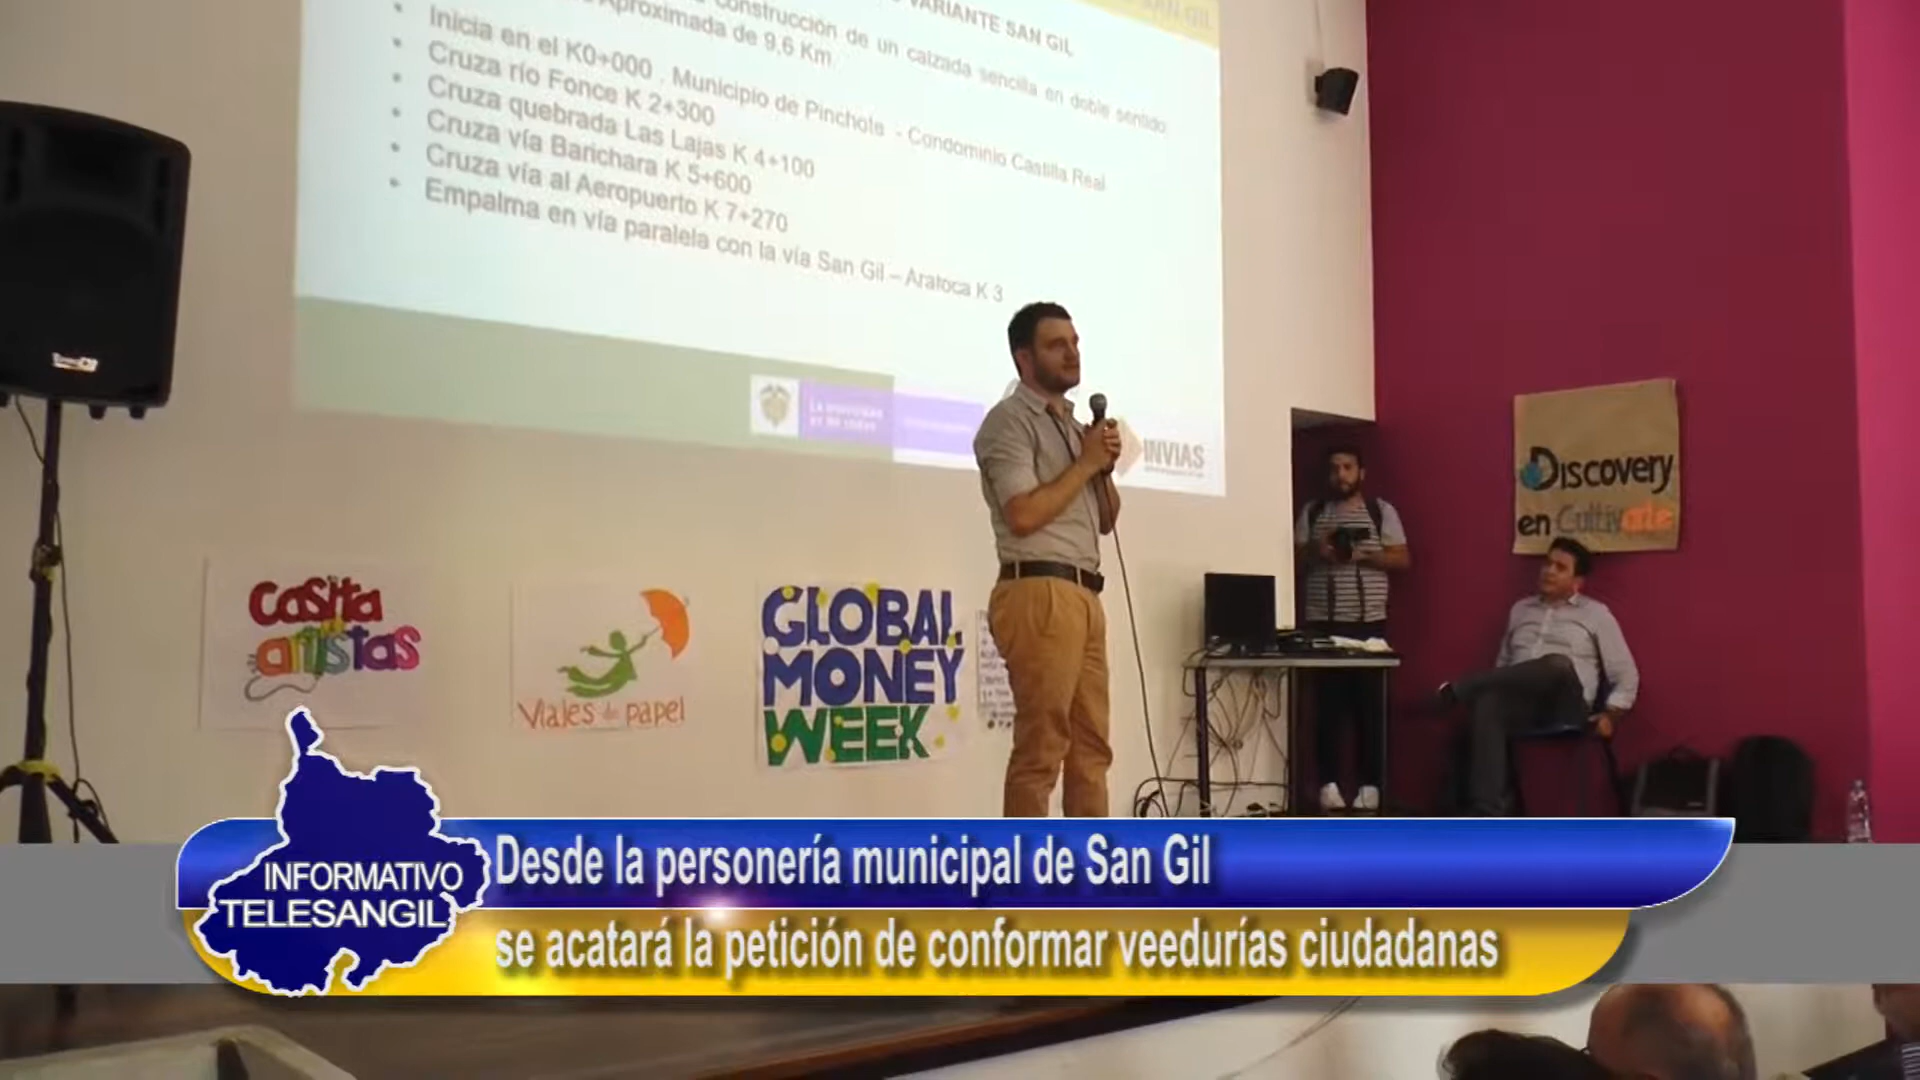 VARIANTE SAN GIL
construcción de un calzada sencilla en doble sentido
Aproximada de 9,6 Km
Inicia en el K0+000 , Municipio de Pinchote - Condominio Castilla Real
Cruza río Fonce K 2+300
Cruza quebrada Las Lajas K 4+100
Cruza vía Barichara K 5+600
Cruza vía al Aeropuerto K 7+270
Empalma en vía paralela con la vía San Gil – Aratoca K 3
INVIAS
Discovery
en Cultivarte
Casita
artistas
Viajes de papel
GLOBAL
MONEY
WEEK
INFORMATIVO
TELESANGIL
Desde la personería municipal de San Gil
se acatará la petición de conformar veedurías ciudadanas